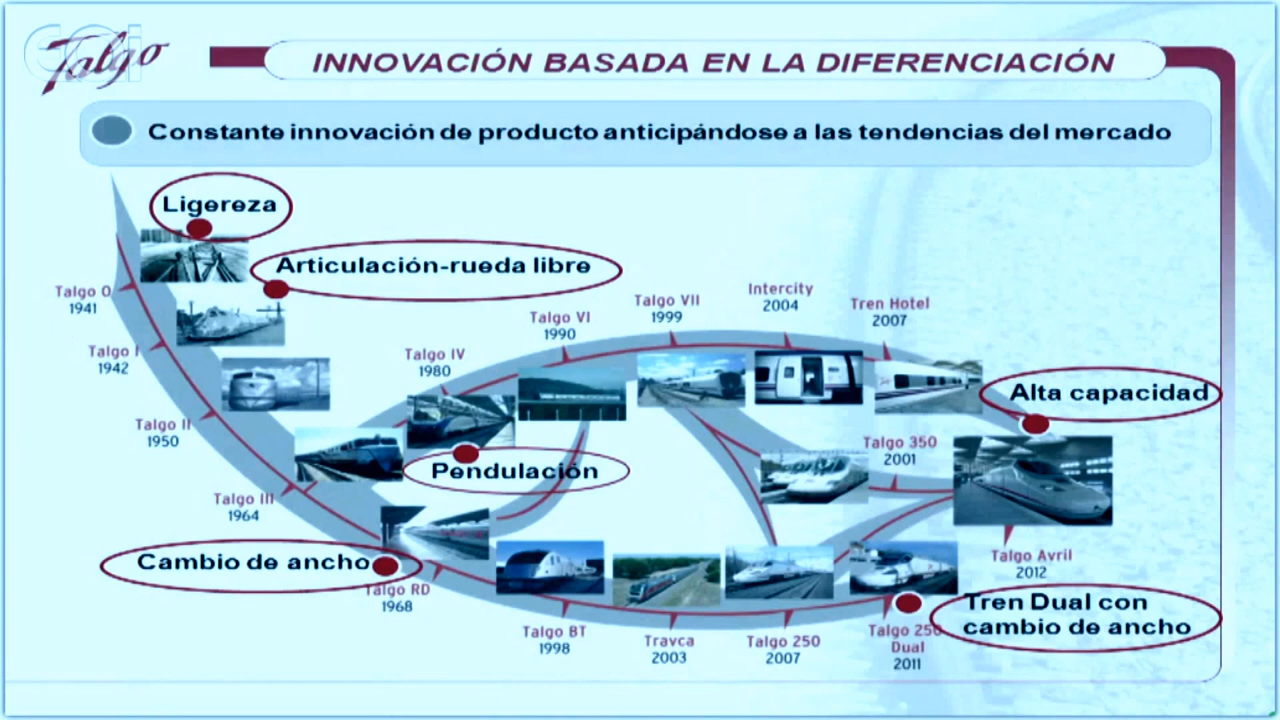 Talgo
INNOVACIÓN BASADA EN LA DIFERENCIACIÓN
Constante innovación de producto anticipándose a las tendencias del mercado
Ligereza
Articulación-rueda libre
Talgo 0
1941
Talgo I
1942
Talgo II
1950
Talgo III
1964
Talgo IV
1980
Talgo VI
1990
Talgo VII
1999
Intercity
2004
Tren Hotel
2007
Alta capacidad
Pendulación
Talgo 350
2001
Cambio de ancho
Talgo RD
1968
Talgo BT
1998
Travca
2003
Talgo 250
2007
Talgo 250
Dual
2011
Talgo Avril
2012
Tren Dual con
cambio de ancho